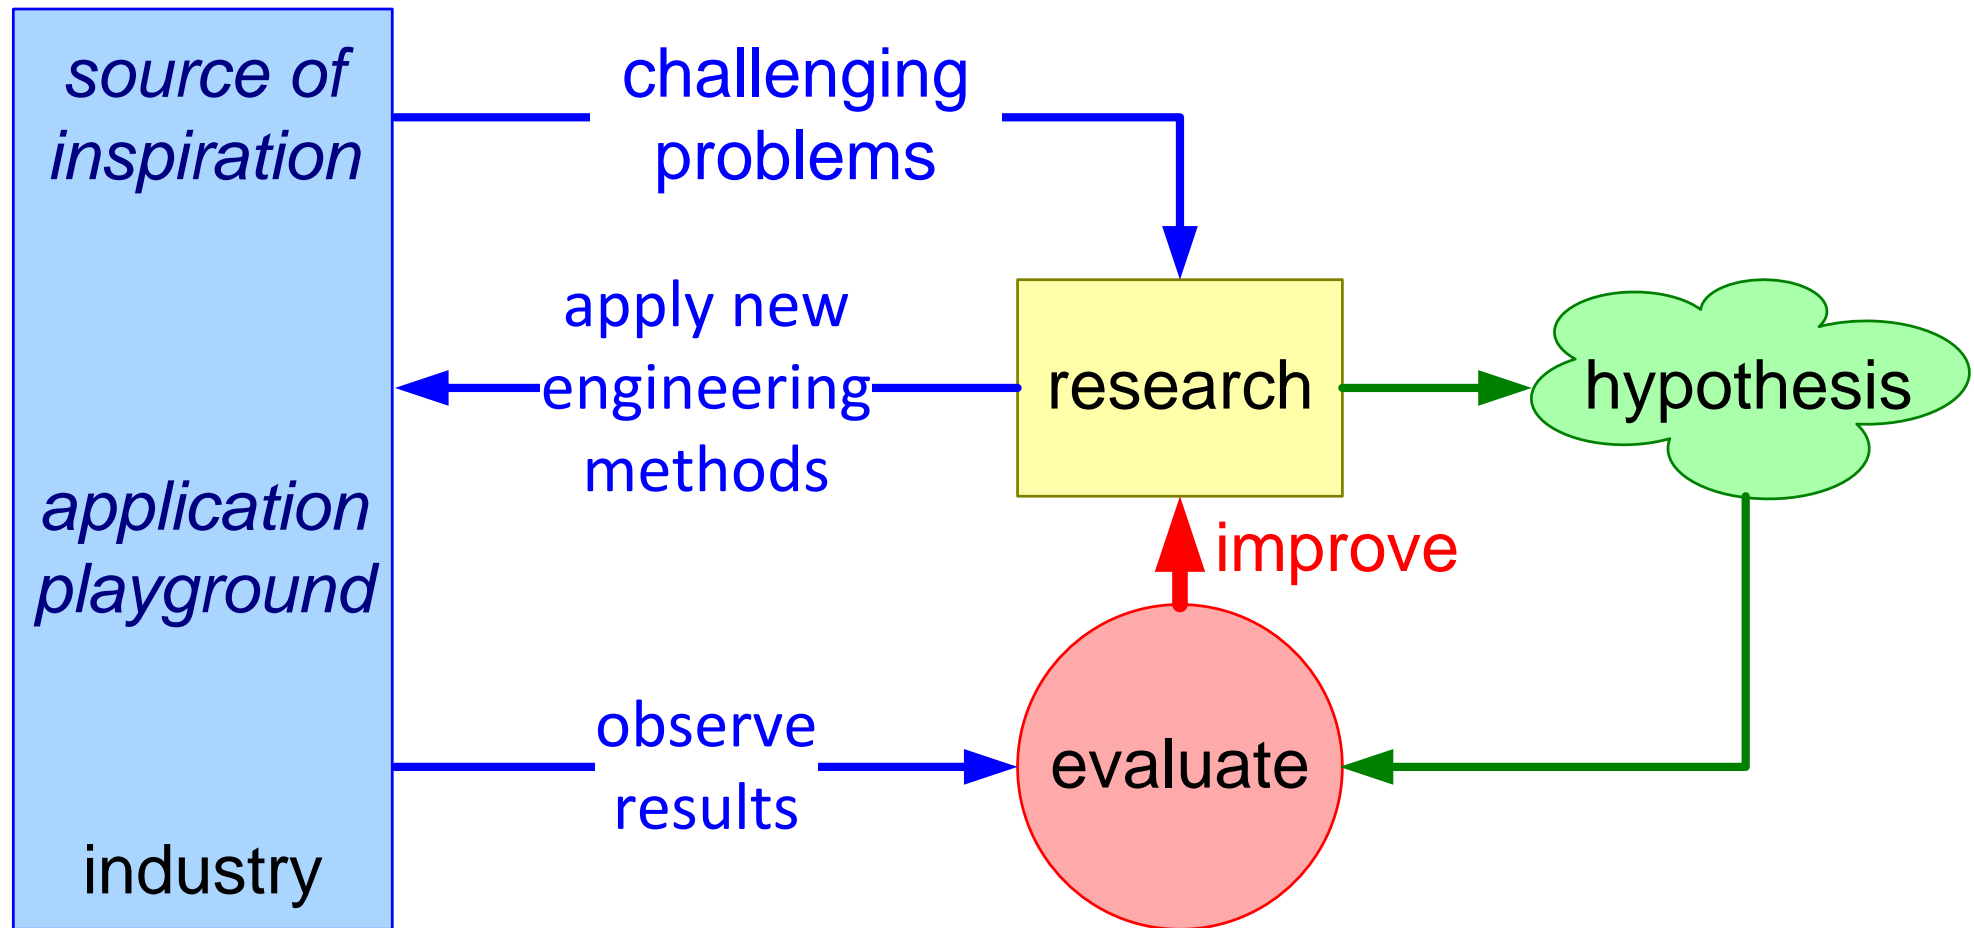 source of
inspiration
challenging
problems
apply new
engineering
methods
research
hypothesis
application
playground
improve
observe
results
evaluate
industry